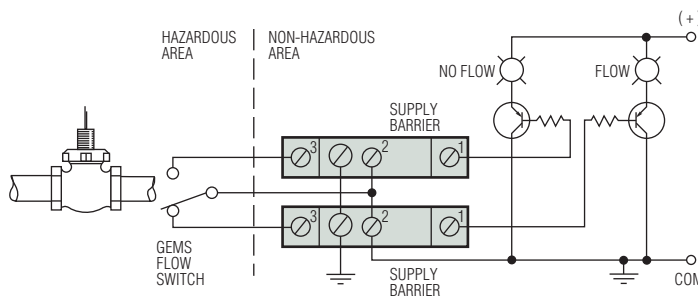 HAZARDOUS
AREA
NON-HAZARDOUS
AREA
(+)
NO FLOW
FLOW
SUPPLY
BARRIER
3
2
1
3
2
1
GEMS
FLOW
SWITCH
SUPPLY
BARRIER
COM